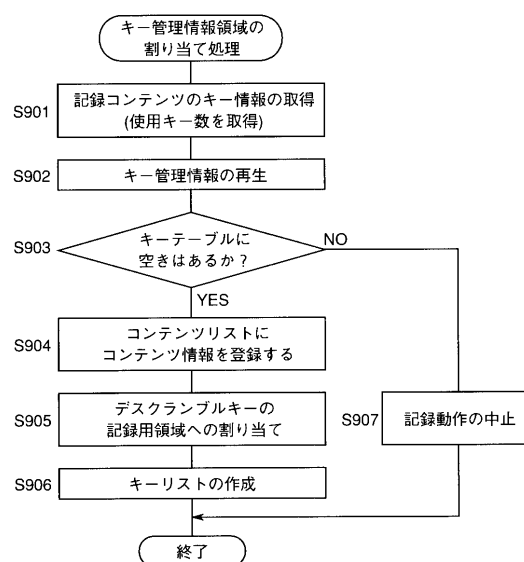 キー管理情報領域の
割り当て処理
S901
記録コンテンツのキー情報の取得
(使用キー数を取得)
S902
キー管理情報の再生
S903
キーテーブルに
空きはあるか?
NO
YES
S904
コンテンツリストに
コンテンツ情報を登録する
S905
デスクランブルキーの
記録用領域への割り当て
S907
記録動作の中止
S906
キーリストの作成
終了